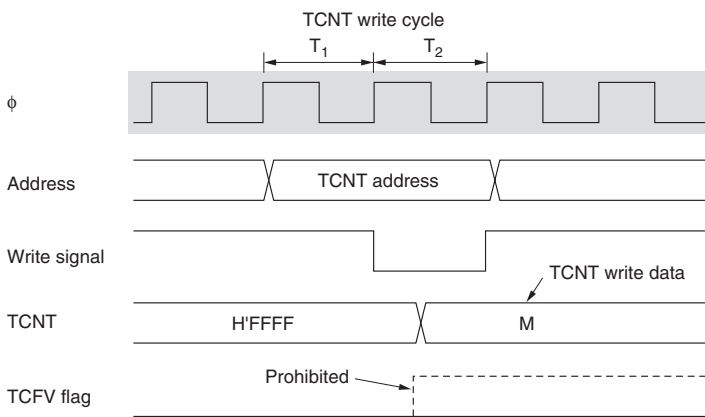 TCNT write cycle
T1 T2
ϕ
Address
TCNT address
Write signal
TCNT write data
TCNT
H'FFFF
M
Prohibited
TCFV flag